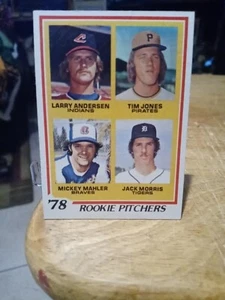 LARRY ANDERSEN
INDIANS
TIM JONES
PIRATES
MICKEY MAHLER
BRAVES
JACK MORRIS
TIGERS
'78 ROOKIE PITCHERS